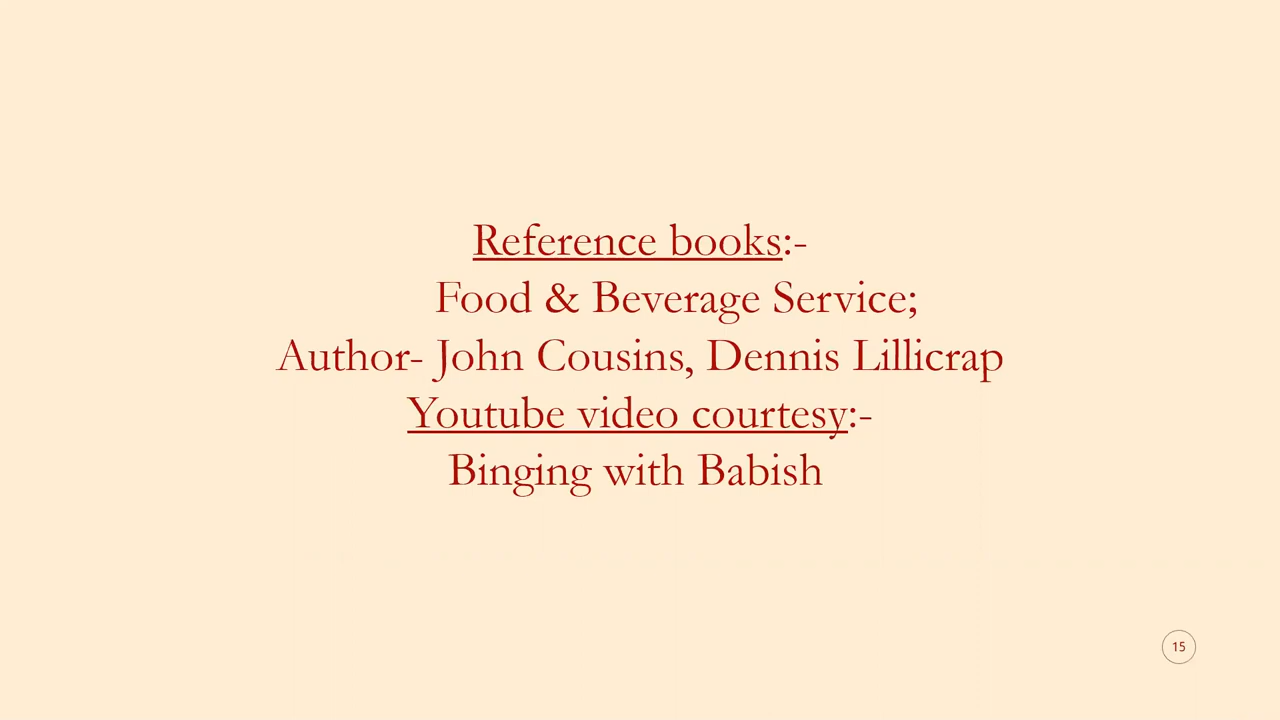 Reference books:-
Food & Beverage Service;
Author- John Cousins, Dennis Lillicrap
Youtube video courtesy:-
Binging with Babish
15